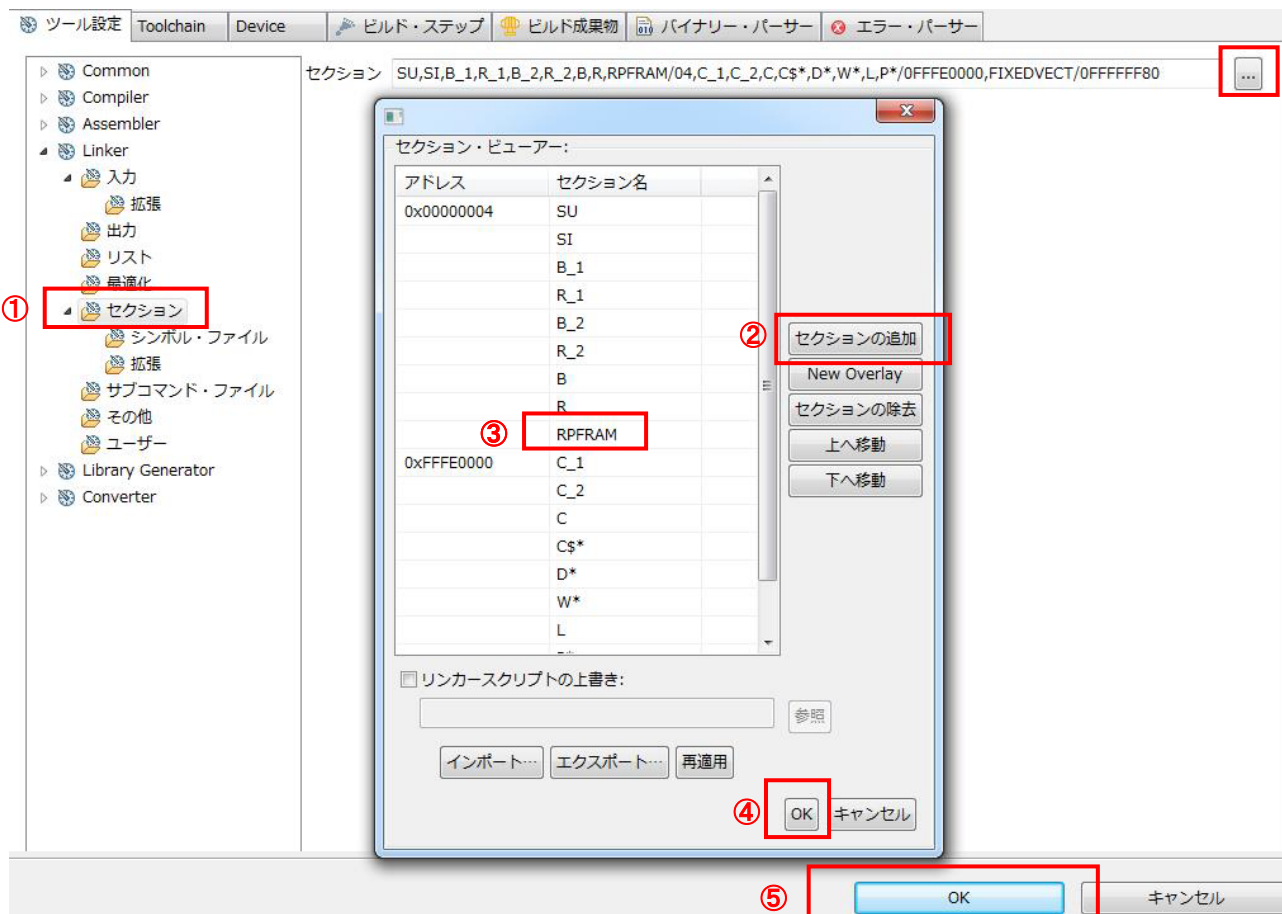 ツール設定 Toolchain Device ビルド・ステップ ビルド成果物 バイナリー・パーサー エラー・パーサー
Common
Compiler
Assembler
Linker
入力
拡張
出力
リスト
最適化
① セクション
シンボル・ファイル
拡張
サブコマンド・ファイル
その他
ユーザー
Library Generator
Converter
セクション SU,SI,B_1,R_1,B_2,R_2,B,R,RPFRAM/04,C_1,C_2,C,C$*,D*,W*,L,P*/0FFFE0000,FIXEDVECT/0FFFFFF80 ...
セクション・ビューアー:
アドレス セクション名
0x00000004 SU
SI
B_1
R_1
B_2
R_2
B
R
③ RPFRAM
0xFFFE0000 C_1
C_2
C
C$*
D*
W*
L
② セクションの追加
New Overlay
セクションの除去
上へ移動
下へ移動
リンカースクリプトの上書き:
参照
インポート… エクスポート… 再適用
④ OK キャンセル
⑤ OK キャンセル